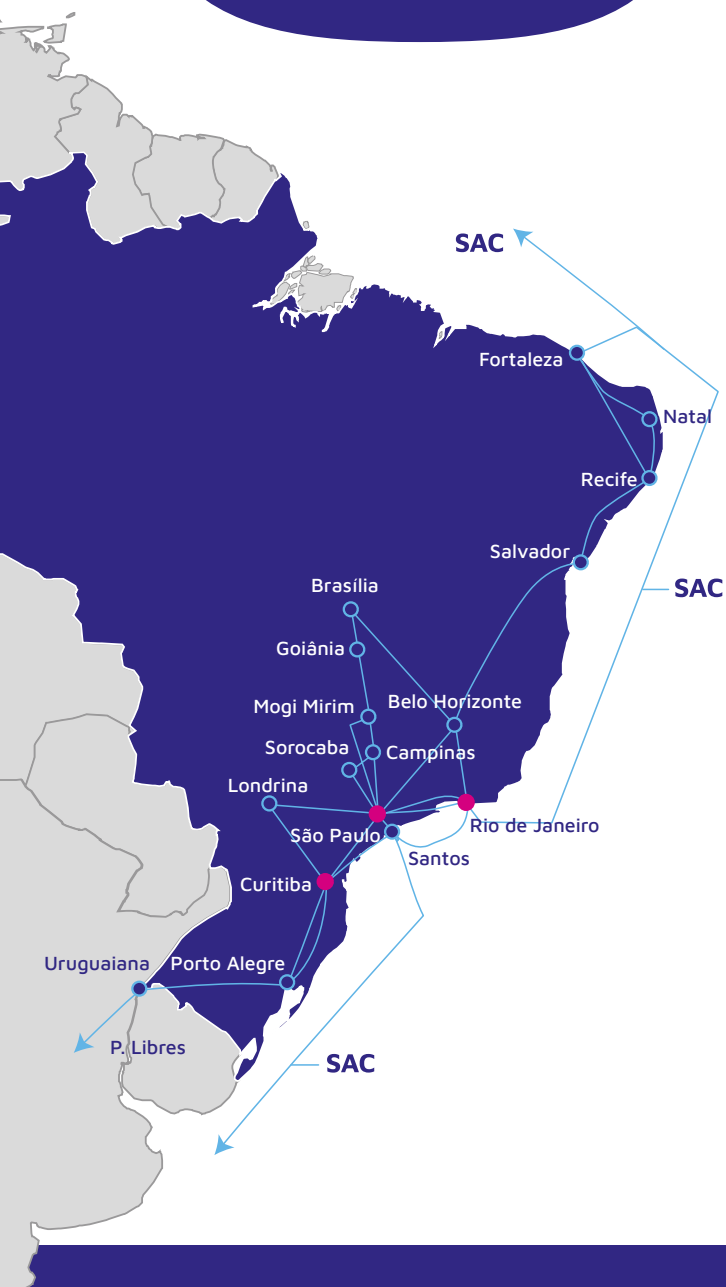 SAC
Fortaleza
Natal
Recife
Salvador
Brasília
SAC
Goiânia
Mogi Mirim
Belo Horizonte
Sorocaba
Campinas
Londrina
São Paulo
Rio de Janeiro
Santos
Curitiba
Uruguaiana
Porto Alegre
P. Libres
SAC